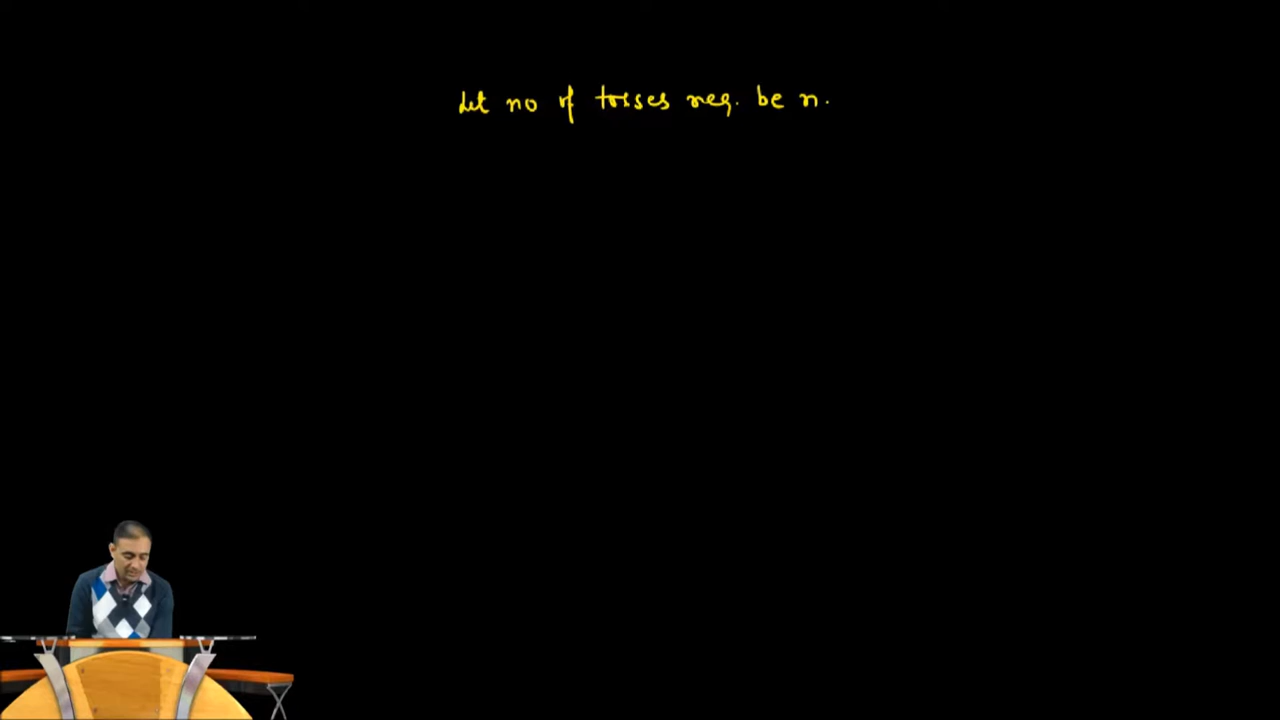 Let no of tosses req. be n.